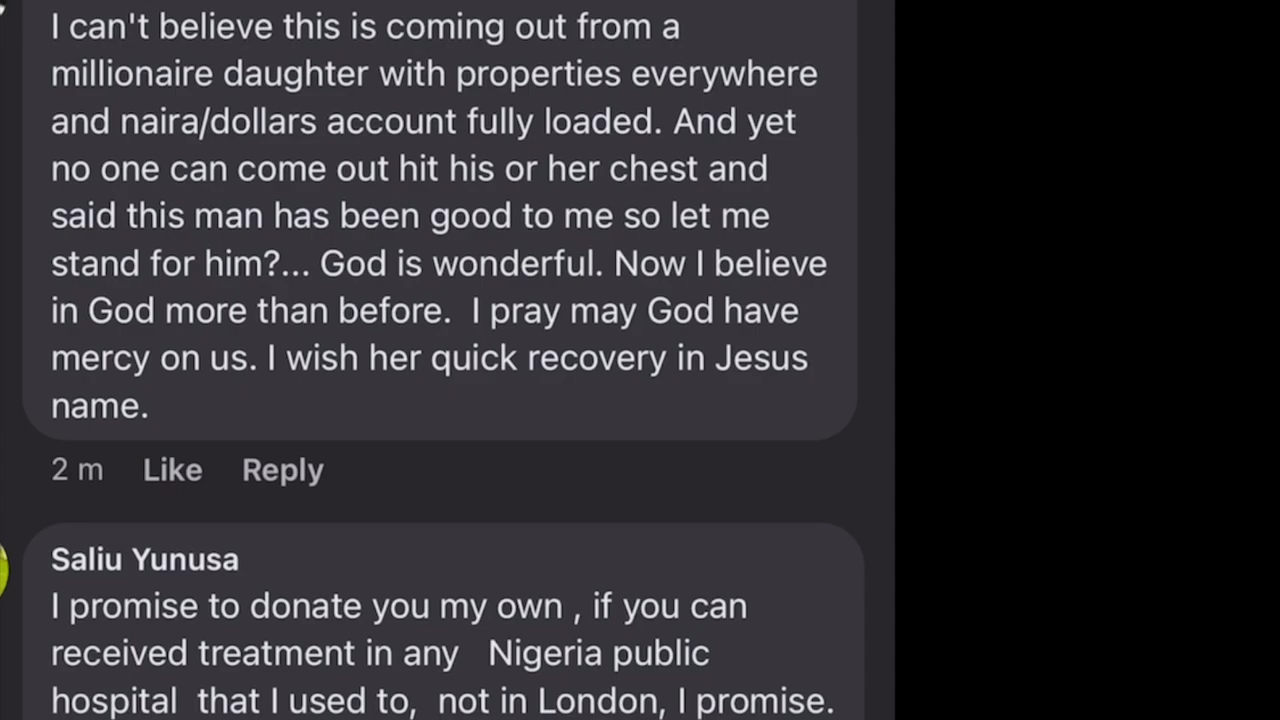 I can't believe this is coming out from a
millionaire daughter with properties everywhere
and naira/dollars account fully loaded. And yet
no one can come out hit his or her chest and
said this man has been good to me so let me
stand for him?... God is wonderful. Now I believe
in God more than before.  I pray may God have
mercy on us. I wish her quick recovery in Jesus
name.
2 m Like Reply
Saliu Yunusa
I promise to donate you my own , if you can
received treatment in any   Nigeria public
hospital  that I used to,  not in London, I promise.